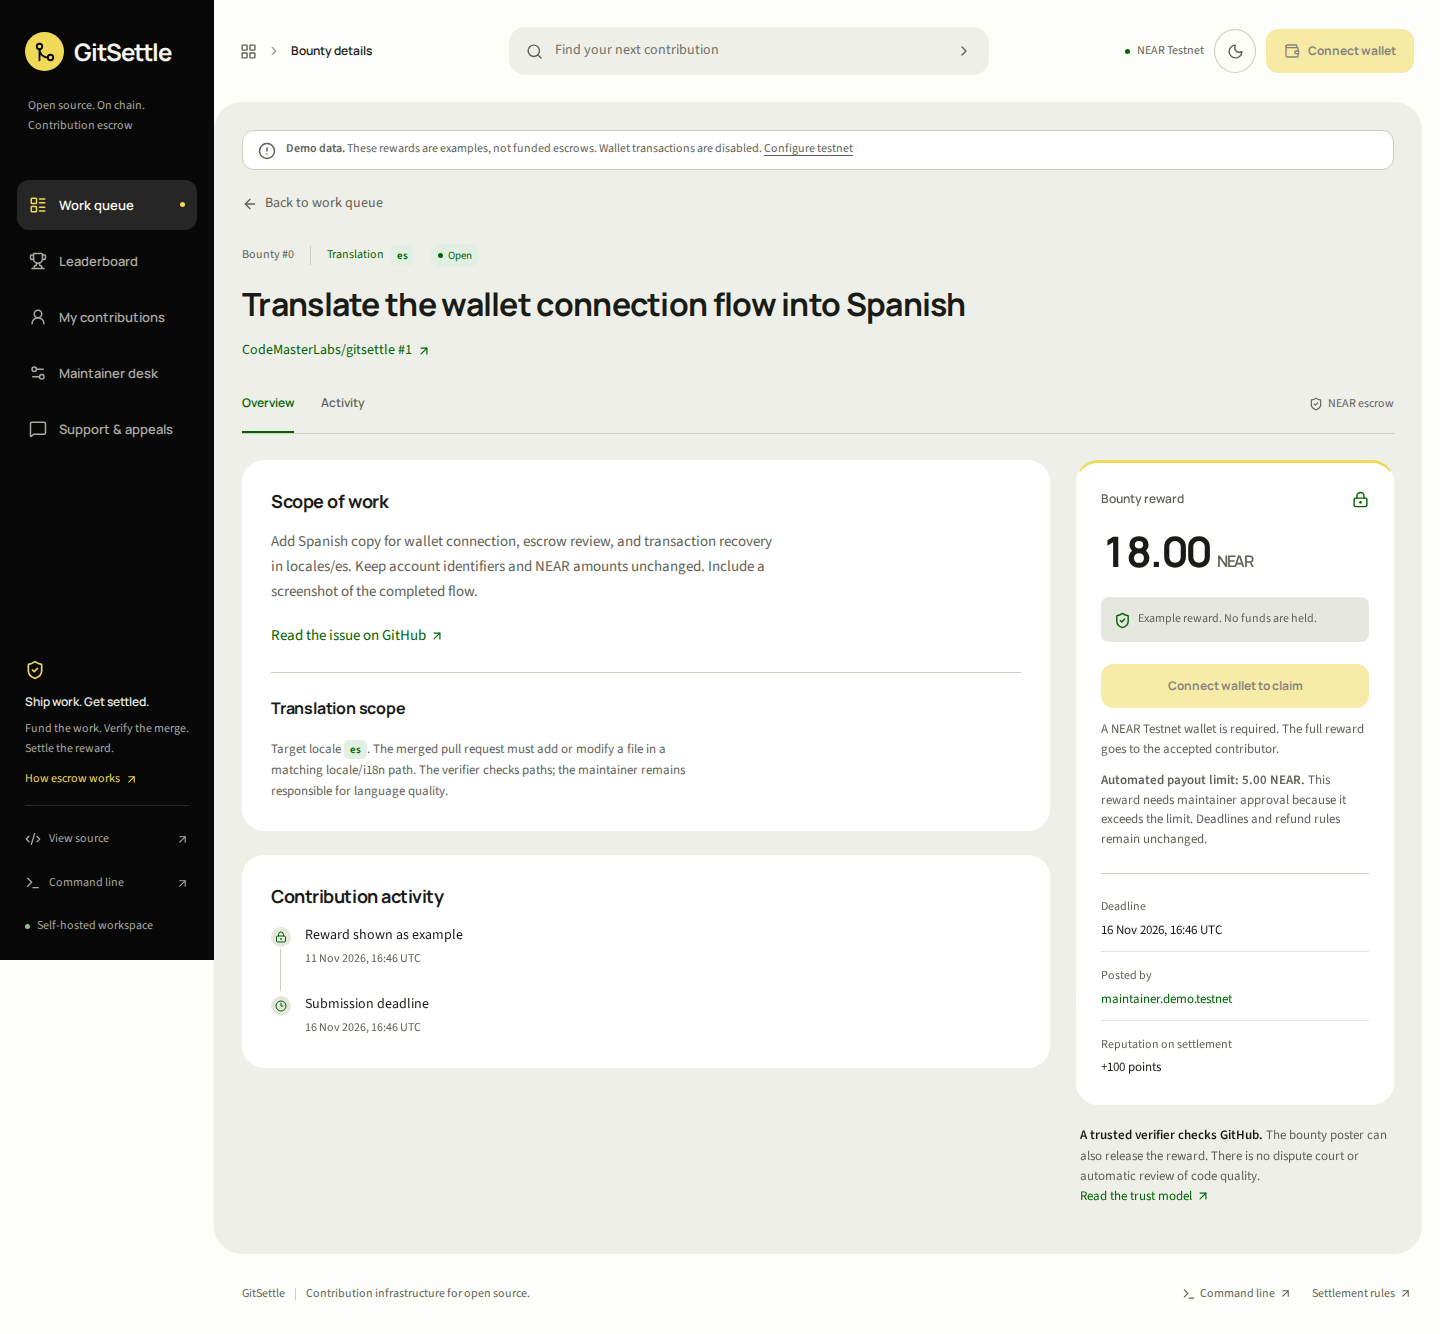 GitSettle
Open source. On chain.
Contribution escrow
Work queue
Leaderboard
My contributions
Maintainer desk
Support & appeals
Ship work. Get settled.
Fund the work. Verify the merge.
Settle the reward.
How escrow works
View source
Command line
Self-hosted workspace
Bounty details
Find your next contribution
NEAR Testnet
Connect wallet
Demo data. These rewards are examples, not funded escrows. Wallet transactions are disabled. Configure testnet
Back to work queue
Bounty #0
Translation es
Open
Translate the wallet connection flow into Spanish
CodeMasterLabs/gitsettle #1
Overview
Activity
NEAR escrow
Scope of work
Add Spanish copy for wallet connection, escrow review, and transaction recovery
in locales/es. Keep account identifiers and NEAR amounts unchanged. Include a
screenshot of the completed flow.
Read the issue on GitHub
Translation scope
Target locale es. The merged pull request must add or modify a file in a
matching locale/i18n path. The verifier checks paths; the maintainer remains
responsible for language quality.
Contribution activity
Reward shown as example
11 Nov 2026, 16:46 UTC
Submission deadline
16 Nov 2026, 16:46 UTC
Bounty reward
18.00 NEAR
Example reward. No funds are held.
Connect wallet to claim
A NEAR Testnet wallet is required. The full reward
goes to the accepted contributor.
Automated payout limit: 5.00 NEAR. This
reward needs maintainer approval because it
exceeds the limit. Deadlines and refund rules
remain unchanged.
Deadline
16 Nov 2026, 16:46 UTC
Posted by
maintainer.demo.testnet
Reputation on settlement
+100 points
A trusted verifier checks GitHub. The bounty poster can
also release the reward. There is no dispute court or
automatic review of code quality.
Read the trust model
GitSettle
Contribution infrastructure for open source.
Command line
Settlement rules